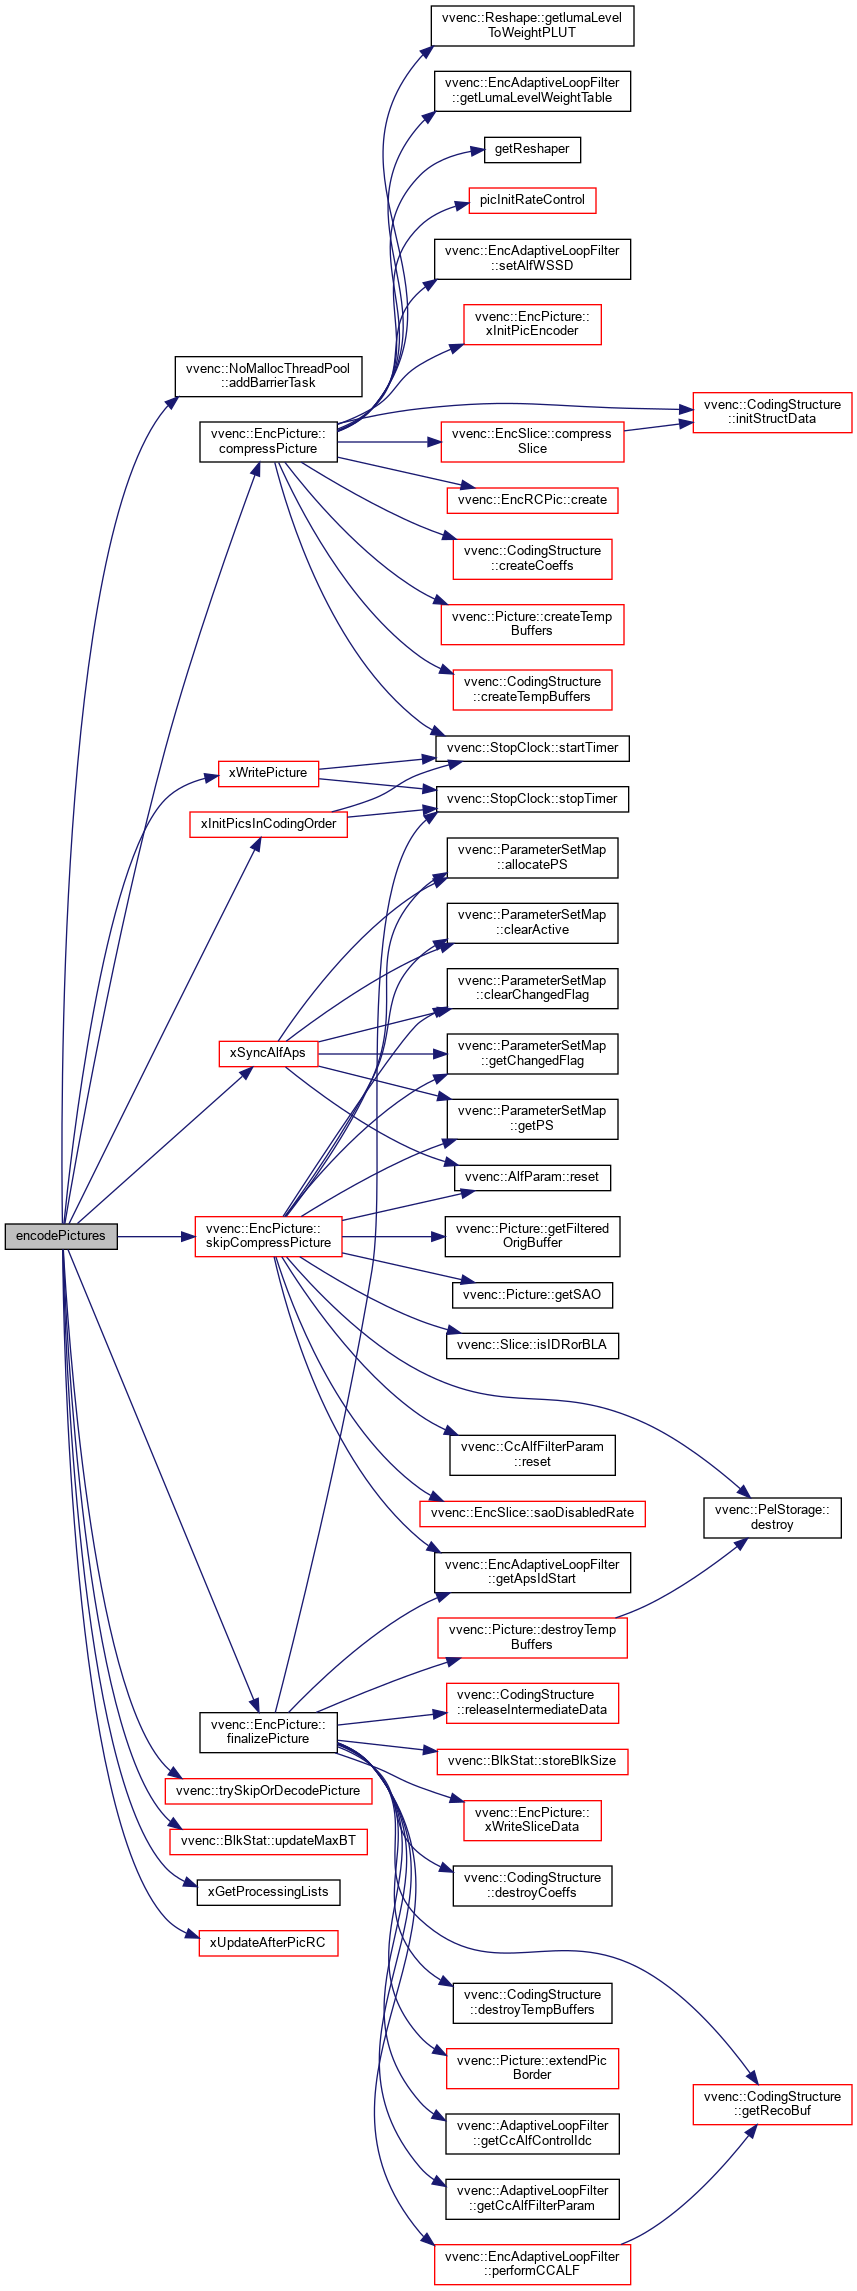 vvenc::Reshape::getlumaLevel
ToWeightPLUT
vvenc::EncAdaptiveLoopFilter
::getLumaLevelWeightTable
getReshaper
picInitRateControl
vvenc::EncAdaptiveLoopFilter
::setAlfWSSD
vvenc::EncPicture::
xInitPicEncoder
vvenc::NoMallocThreadPool
::addBarrierTask
vvenc::CodingStructure
::initStructData
vvenc::EncPicture::
compressPicture
vvenc::EncSlice::compress
Slice
vvenc::EncRCPic::create
vvenc::CodingStructure
::createCoeffs
vvenc::Picture::createTemp
Buffers
vvenc::CodingStructure
::createTempBuffers
vvenc::StopClock::startTimer
xWritePicture
vvenc::StopClock::stopTimer
xInitPicsInCodingOrder
vvenc::ParameterSetMap
::allocatePS
vvenc::ParameterSetMap
::clearActive
vvenc::ParameterSetMap
::clearChangedFlag
xSyncAlfAps
vvenc::ParameterSetMap
::getChangedFlag
vvenc::ParameterSetMap
::getPS
vvenc::AlfParam::reset
encodePictures
vvenc::EncPicture::
skipCompressPicture
vvenc::Picture::getFiltered
OrigBuffer
vvenc::Picture::getSAO
vvenc::Slice::isIDRorBLA
vvenc::CcAlfFilterParam
::reset
vvenc::EncSlice::saoDisabledRate
vvenc::PelStorage::
destroy
vvenc::EncAdaptiveLoopFilter
::getApsIdStart
vvenc::Picture::destroyTemp
Buffers
vvenc::CodingStructure
::releaseIntermediateData
vvenc::EncPicture::
finalizePicture
vvenc::BlkStat::storeBlkSize
vvenc::trySkipOrDecodePicture
vvenc::EncPicture::
xWriteSliceData
vvenc::BlkStat::updateMaxBT
vvenc::CodingStructure
::destroyCoeffs
xGetProcessingLists
xUpdateAfterPicRC
vvenc::CodingStructure
::destroyTempBuffers
vvenc::Picture::extendPic
Border
vvenc::CodingStructure
::getRecoBuf
vvenc::AdaptiveLoopFilter
::getCcAlfControlIdc
vvenc::AdaptiveLoopFilter
::getCcAlfFilterParam
vvenc::EncAdaptiveLoopFilter
::performCCALF